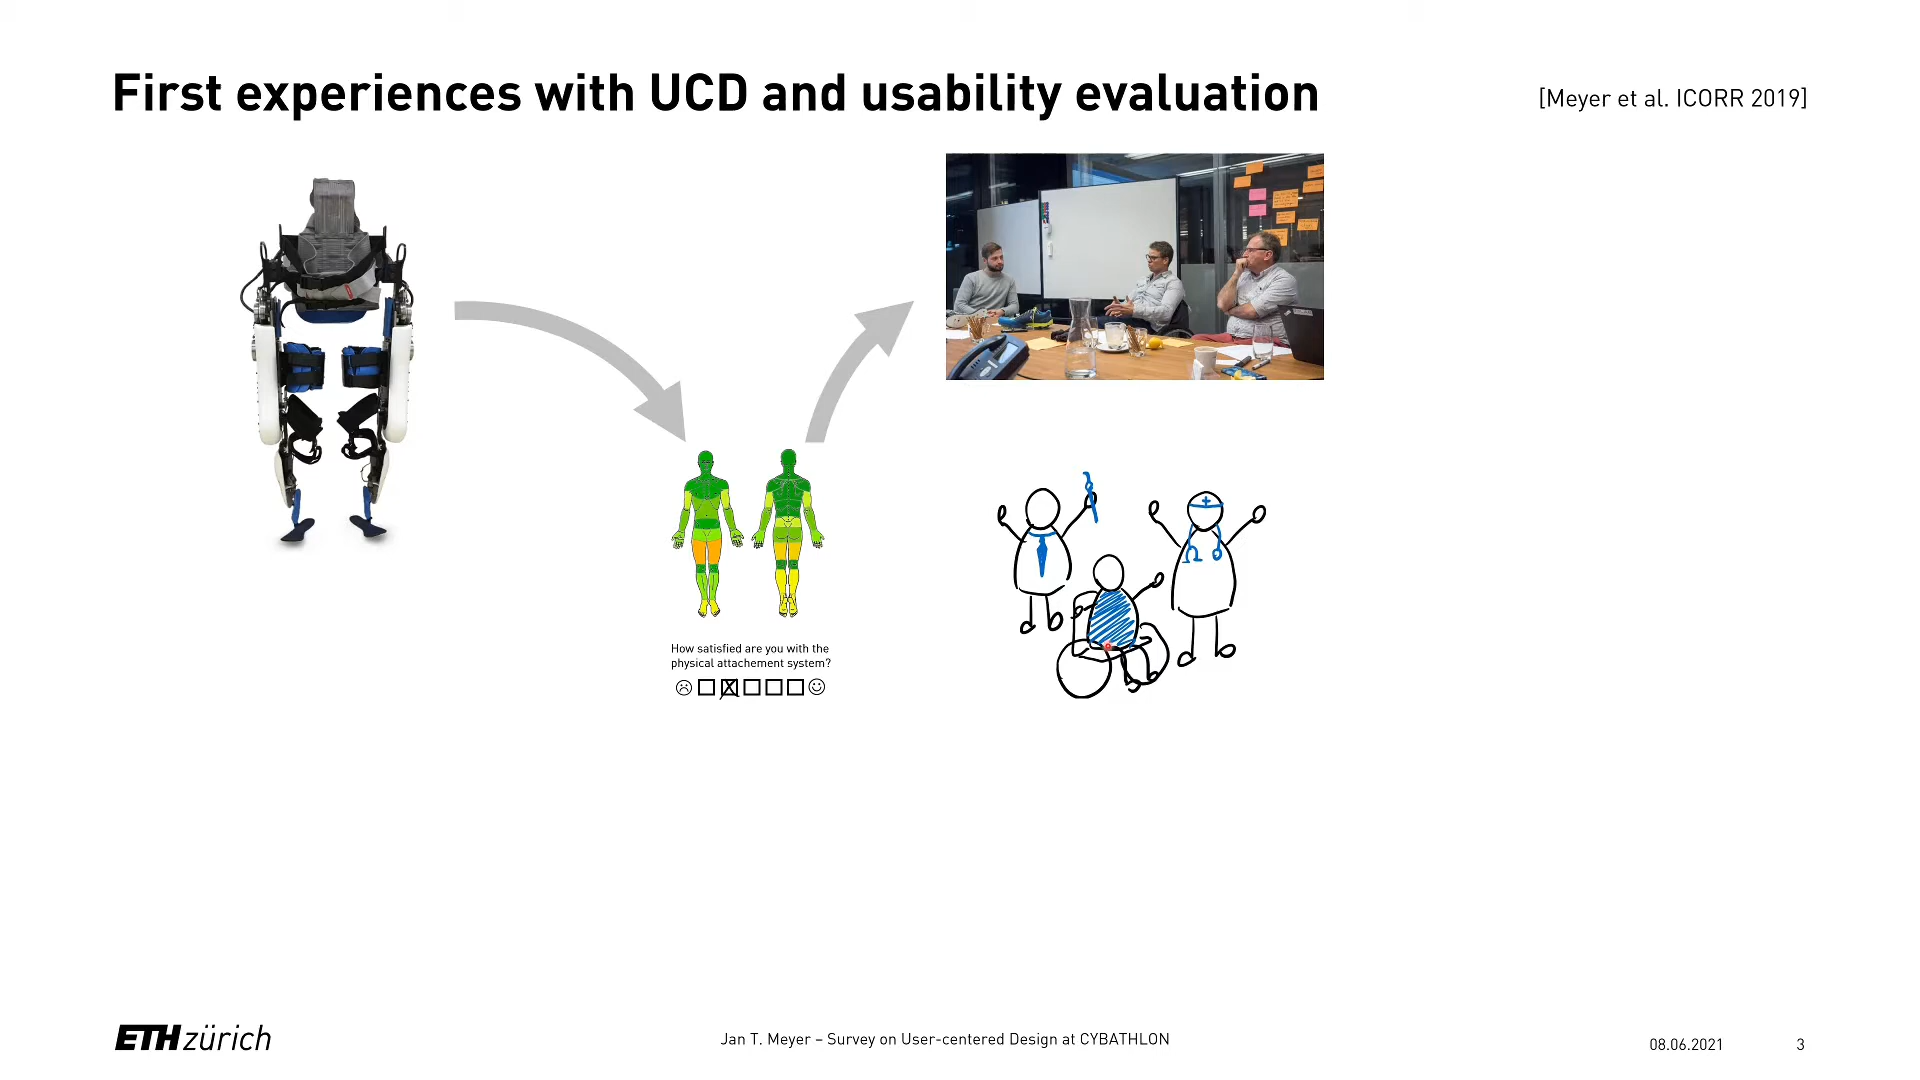 First experiences with UCD and usability evaluation
[Meyer et al. ICORR 2019]
How satisfied are you with the
physical attachement system?
ETH zürich
Jan T. Meyer – Survey on User-centered Design at CYBATHLON
08.06.2021
3